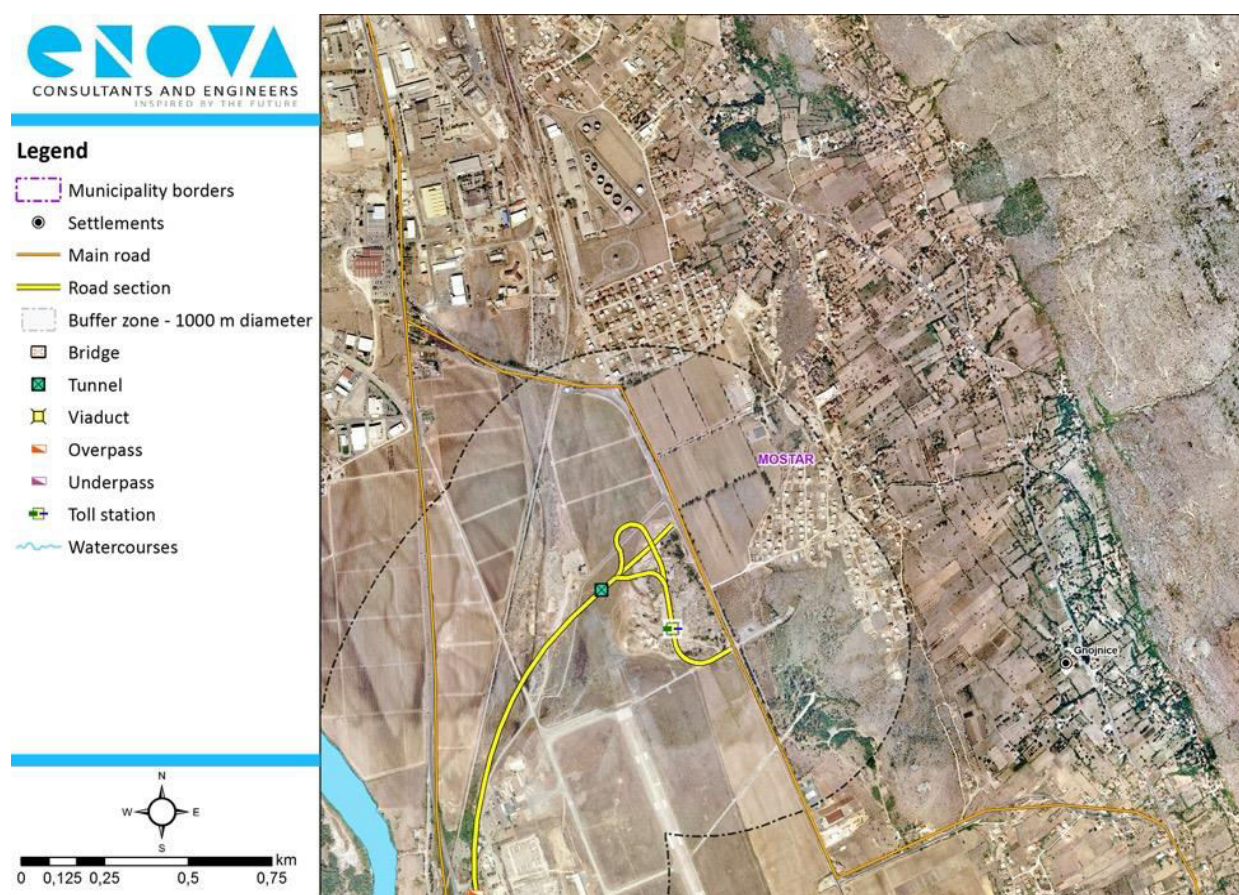 ENOVA
CONSULTANTS AND ENGINEERS
INSPIRED BY THE FUTURE
Legend
Municipality borders
Settlements
Main road
Road section
Buffer zone - 1000 m diameter
Bridge
Tunnel
Viaduct
Overpass
Underpass
Toll station
Watercourses
N
W E
S
km
0 0,125 0,25 0,5 0,75
MOSTAR
Gnojnice